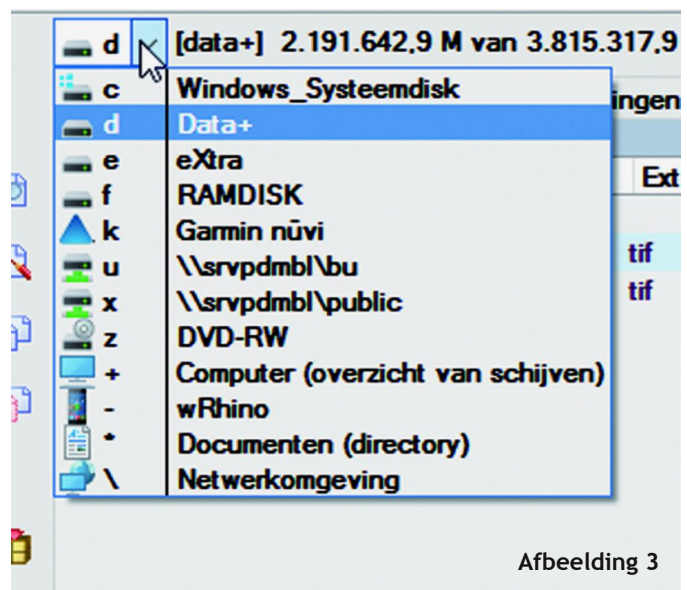 d [data+] 2.191.642,9 M van 3.815.317,9
c Windows_Systeemdisk
ingen
d Data+
e eXtra
Ext
f RAMDISK
k Garmin nüvi
u \\srvpdmbl\bu
tif
x \\srvpdmbl\public
tif
z DVD-RW
+ Computer (overzicht van schijven)
- wRhino
* Documenten (directory)
\ Netwerkomgeving
Afbeelding 3